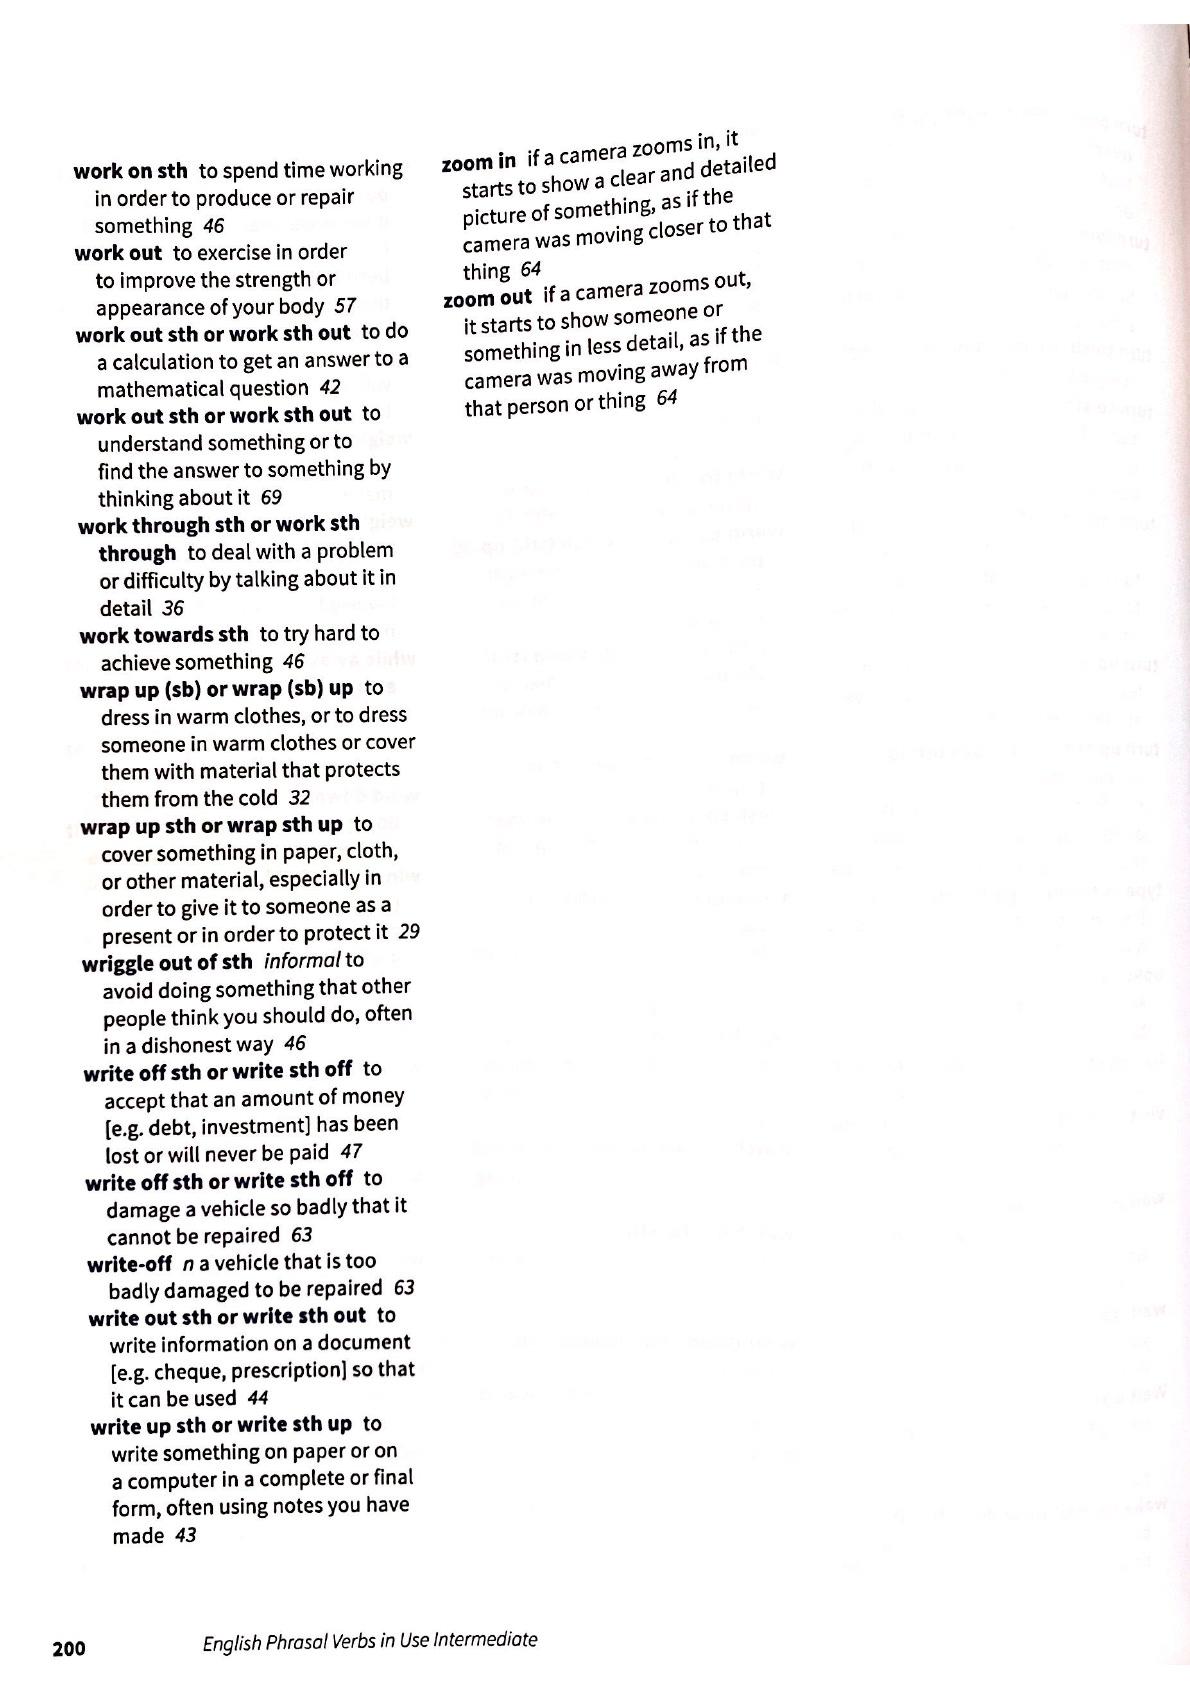 work on sth to spend time working
in order to produce or repair
something 46
work out to exercise in order
to improve the strength or
appearance of your body 57
work out sth or work sth out to do
a calculation to get an answer to a
mathematical question 42
work out sth or work sth out to
understand something or to
find the answer to something by
thinking about it 69
work through sth or work sth
through to deal with a problem
or difficulty by talking about it in
detail 36
work towards sth to try hard to
achieve something 46
wrap up (sb) or wrap (sb) up to
dress in warm clothes, or to dress
someone in warm clothes or cover
them with material that protects
them from the cold 32
wrap up sth or wrap sth up to
cover something in paper, cloth,
or other material, especially in
order to give it to someone as a
present or in order to protect it 29
wriggle out of sth informal to
avoid doing something that other
people think you should do, often
in a dishonest way 46
write off sth or write sth off to
accept that an amount of money
[e.g. debt, investment] has been
lost or will never be paid 47
write off sth or write sth off to
damage a vehicle so badly that it
cannot be repaired 63
write-off n a vehicle that is too
badly damaged to be repaired 63
write out sth or write sth out to
write information on a document
[e.g. cheque, prescription] so that
it can be used 44
write up sth or write sth up to
write something on paper or on
a computer in a complete or final
form, often using notes you have
made 43
zoom in if a camera zooms in, it
starts to show a clear and detailed
picture of something, as if the
camera was moving closer to that
thing 64
zoom out if a camera zooms out,
it starts to show someone or
something in less detail, as if the
camera was moving away from
that person or thing 64
200 English Phrasal Verbs in Use Intermediate